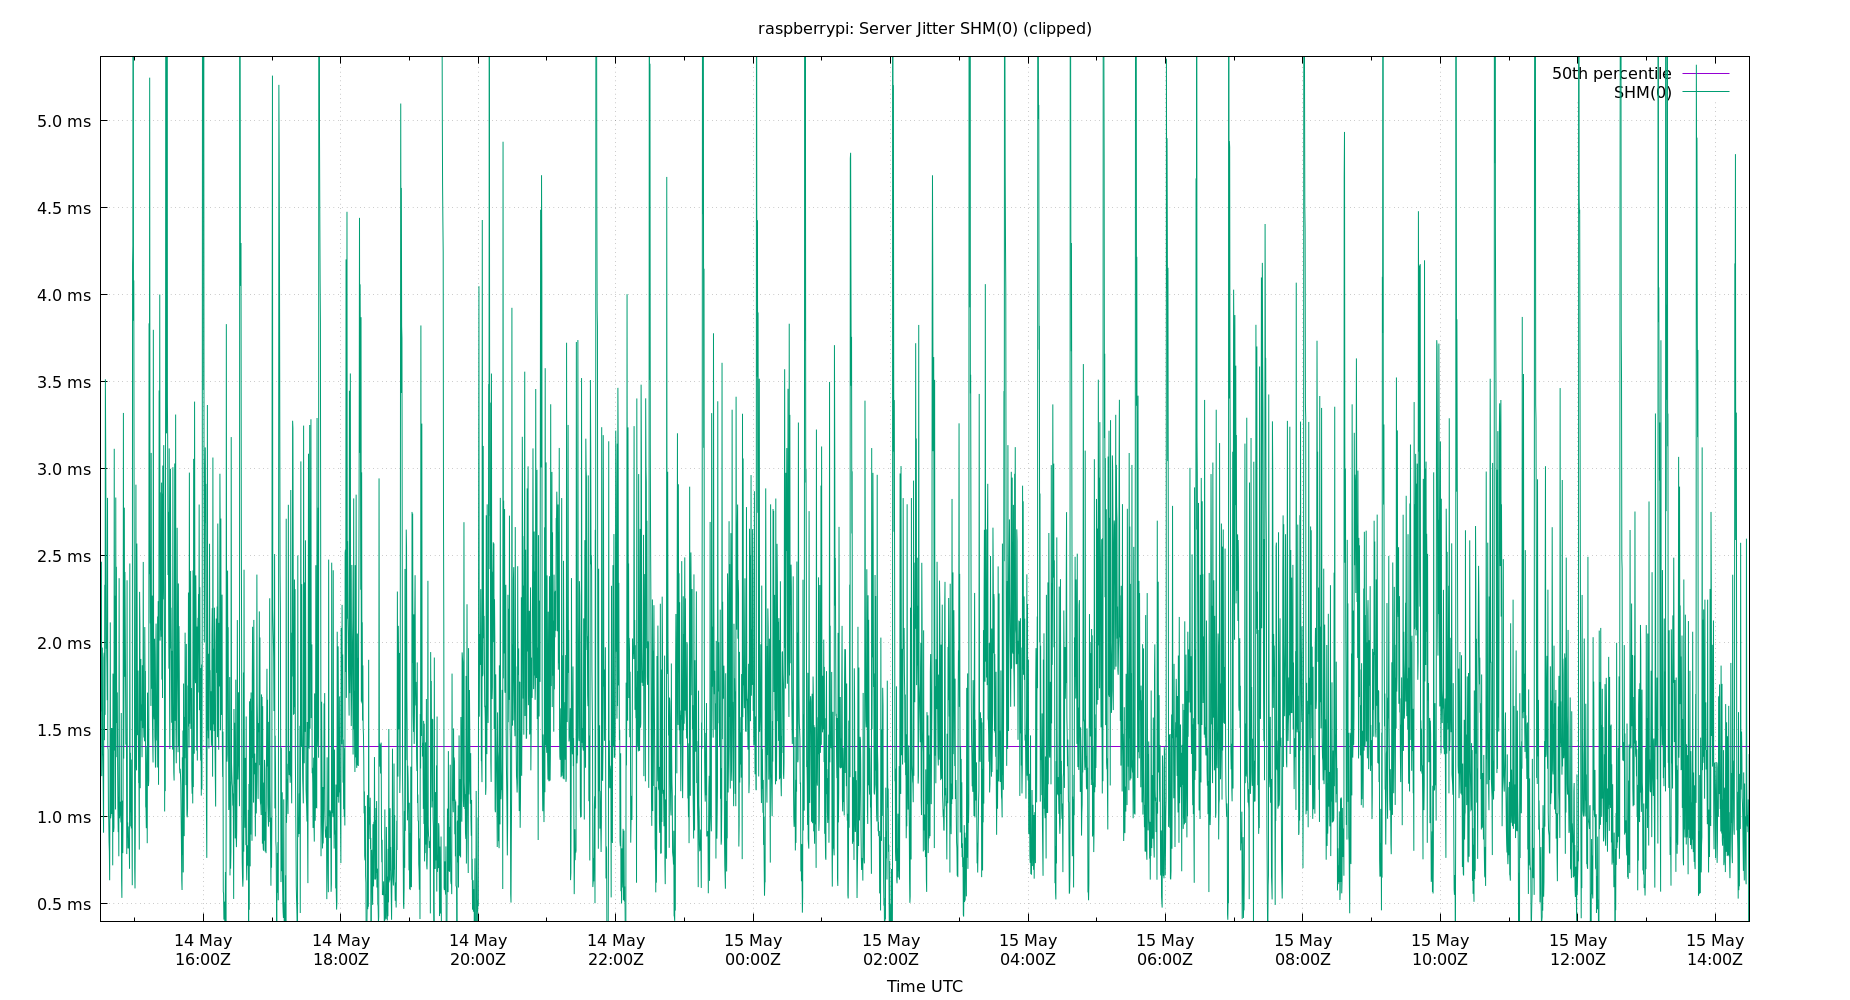 raspberrypi: Server Jitter SHM(0) (clipped)
50th percentile
SHM(0)
5.0 ms
4.5 ms
4.0 ms
3.5 ms
3.0 ms
2.5 ms
2.0 ms
1.5 ms
1.0 ms
0.5 ms
14 May 14 May 14 May 14 May 15 May 15 May 15 May 15 May 15 May 15 May 15 May 15 May
16:00Z 18:00Z 20:00Z 22:00Z 00:00Z 02:00Z 04:00Z 06:00Z 08:00Z 10:00Z 12:00Z 14:00Z
Time UTC